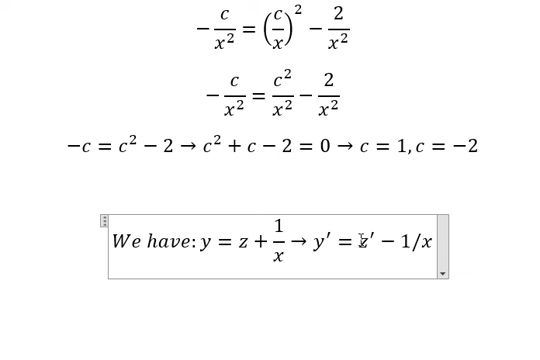 −c/x² = (c/x)² − 2/x²
−c/x² = c²/x² − 2/x²
−c = c² − 2 → c² + c − 2 = 0 → c = 1, c = −2
We have: y = z + 1/x → y′ = z′ − 1/x